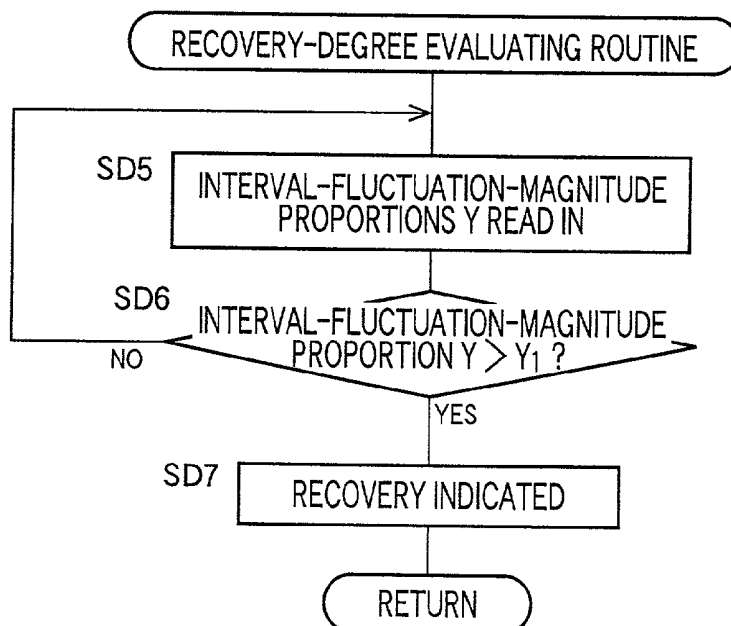 RECOVERY-DEGREE EVALUATING ROUTINE
SD5
INTERVAL-FLUCTUATION-MAGNITUDE
PROPORTIONS Y READ IN
SD6
INTERVAL-FLUCTUATION-MAGNITUDE
PROPORTION Y > Y1 ?
NO
YES
SD7
RECOVERY INDICATED
RETURN